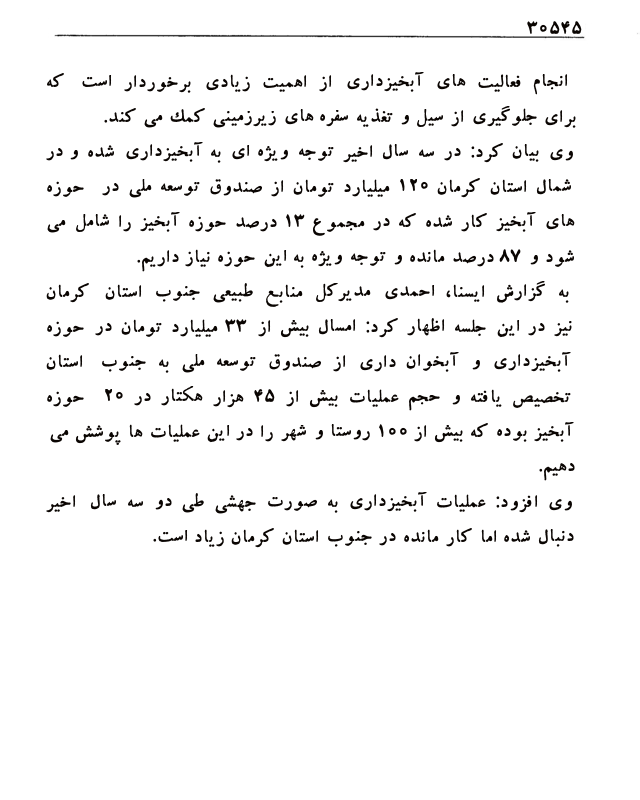 ۳۰۵۴۵
انجام فعالیت های آبخیزداری از اهمیت زیادی برخوردار است که
برای جلوگیری از سیل و تغذیه سفره های زیرزمینی کمک می کند.
وی بیان کرد: در سه سال اخیر توجه ویژه ای به آبخیزداری شده و در
شمال استان کرمان ۱۲۰ میلیارد تومان از صندوق توسعه ملی در حوزه
های آبخیز کار شده که در مجموع ۱۳ درصد حوزه آبخیز را شامل می
شود و ۸۷ درصد مانده و توجه ویژه به این حوزه نیاز داریم.
به گزارش ایسنا، احمدی مدیرکل منابع طبیعی جنوب استان کرمان
نیز در این جلسه اظهار کرد: امسال بیش از ۳۳ میلیارد تومان در حوزه
آبخیزداری و آبخوان داری از صندوق توسعه ملی به جنوب استان
تخصیص یافته و حجم عملیات بیش از ۴۵ هزار هکتار در ۲۰ حوزه
آبخیز بوده که بیش از ۱۰۰ روستا و شهر را در این عملیات ها پوشش می
دهیم.
وی افزود: عملیات آبخیزداری به صورت جهشی طی دو سه سال اخیر
دنبال شده اما کار مانده در جنوب استان کرمان زیاد است.